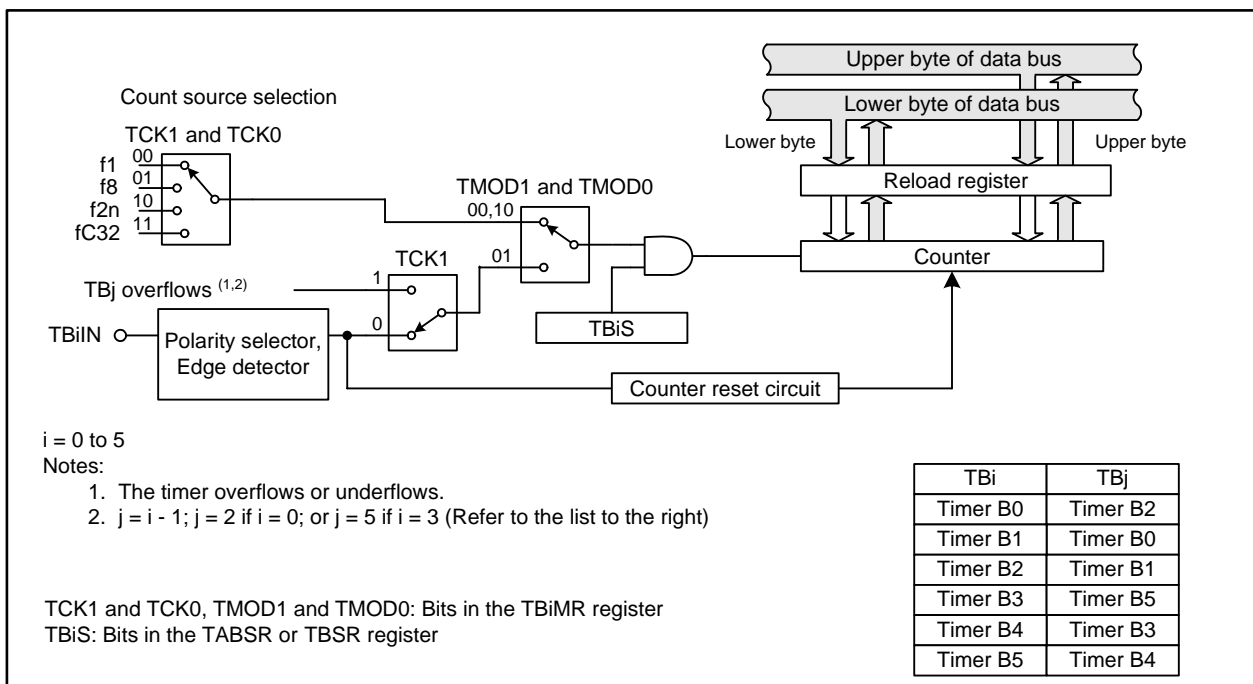 Upper byte of data bus
Count source selection
Lower byte of data bus
TCK1 and TCK0
Lower byte
Upper byte
f1 00
f8 01
f2n 10
fC32 11
TMOD1 and TMOD0
00,10
01
Reload register
Counter
TCK1
1
TBj overflows (1,2)
0
TBiIN
Polarity selector,
Edge detector
TBiS
Counter reset circuit
i = 0 to 5
Notes:
1. The timer overflows or underflows.
2. j = i - 1; j = 2 if i = 0; or j = 5 if i = 3 (Refer to the list to the right)
TCK1 and TCK0, TMOD1 and TMOD0: Bits in the TBiMR register
TBiS: Bits in the TABSR or TBSR register
TBi TBj
Timer B0 Timer B2
Timer B1 Timer B0
Timer B2 Timer B1
Timer B3 Timer B5
Timer B4 Timer B3
Timer B5 Timer B4